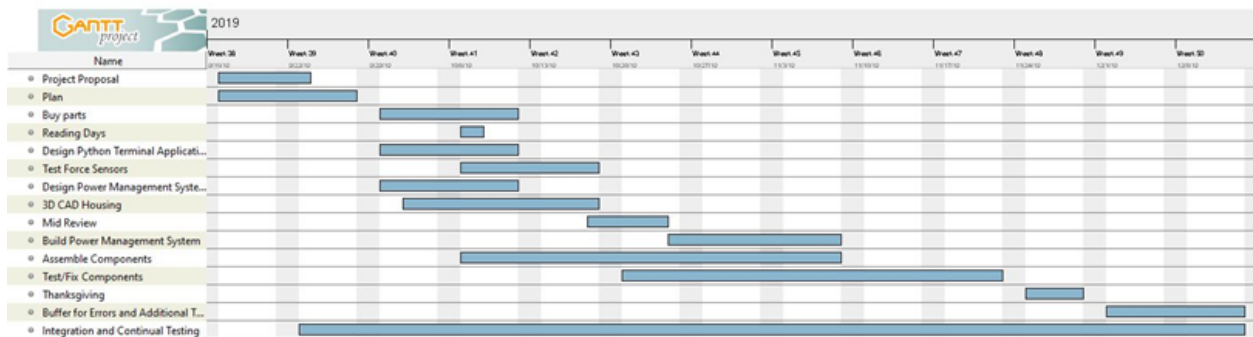 GANTT project
2019
Name
Week 38
Week 39
Week 40
Week 41
Week 42
Week 43
Week 44
Week 45
Week 46
Week 47
Week 48
Week 49
Week 50
Project Proposal
Plan
Buy parts
Reading Days
Design Python Terminal Applicati...
Test Force Sensors
Design Power Management Syste...
3D CAD Housing
Mid Review
Build Power Management System
Assemble Components
Test/Fix Components
Thanksgiving
Buffer for Errors and Additional T...
Integration and Continual Testing